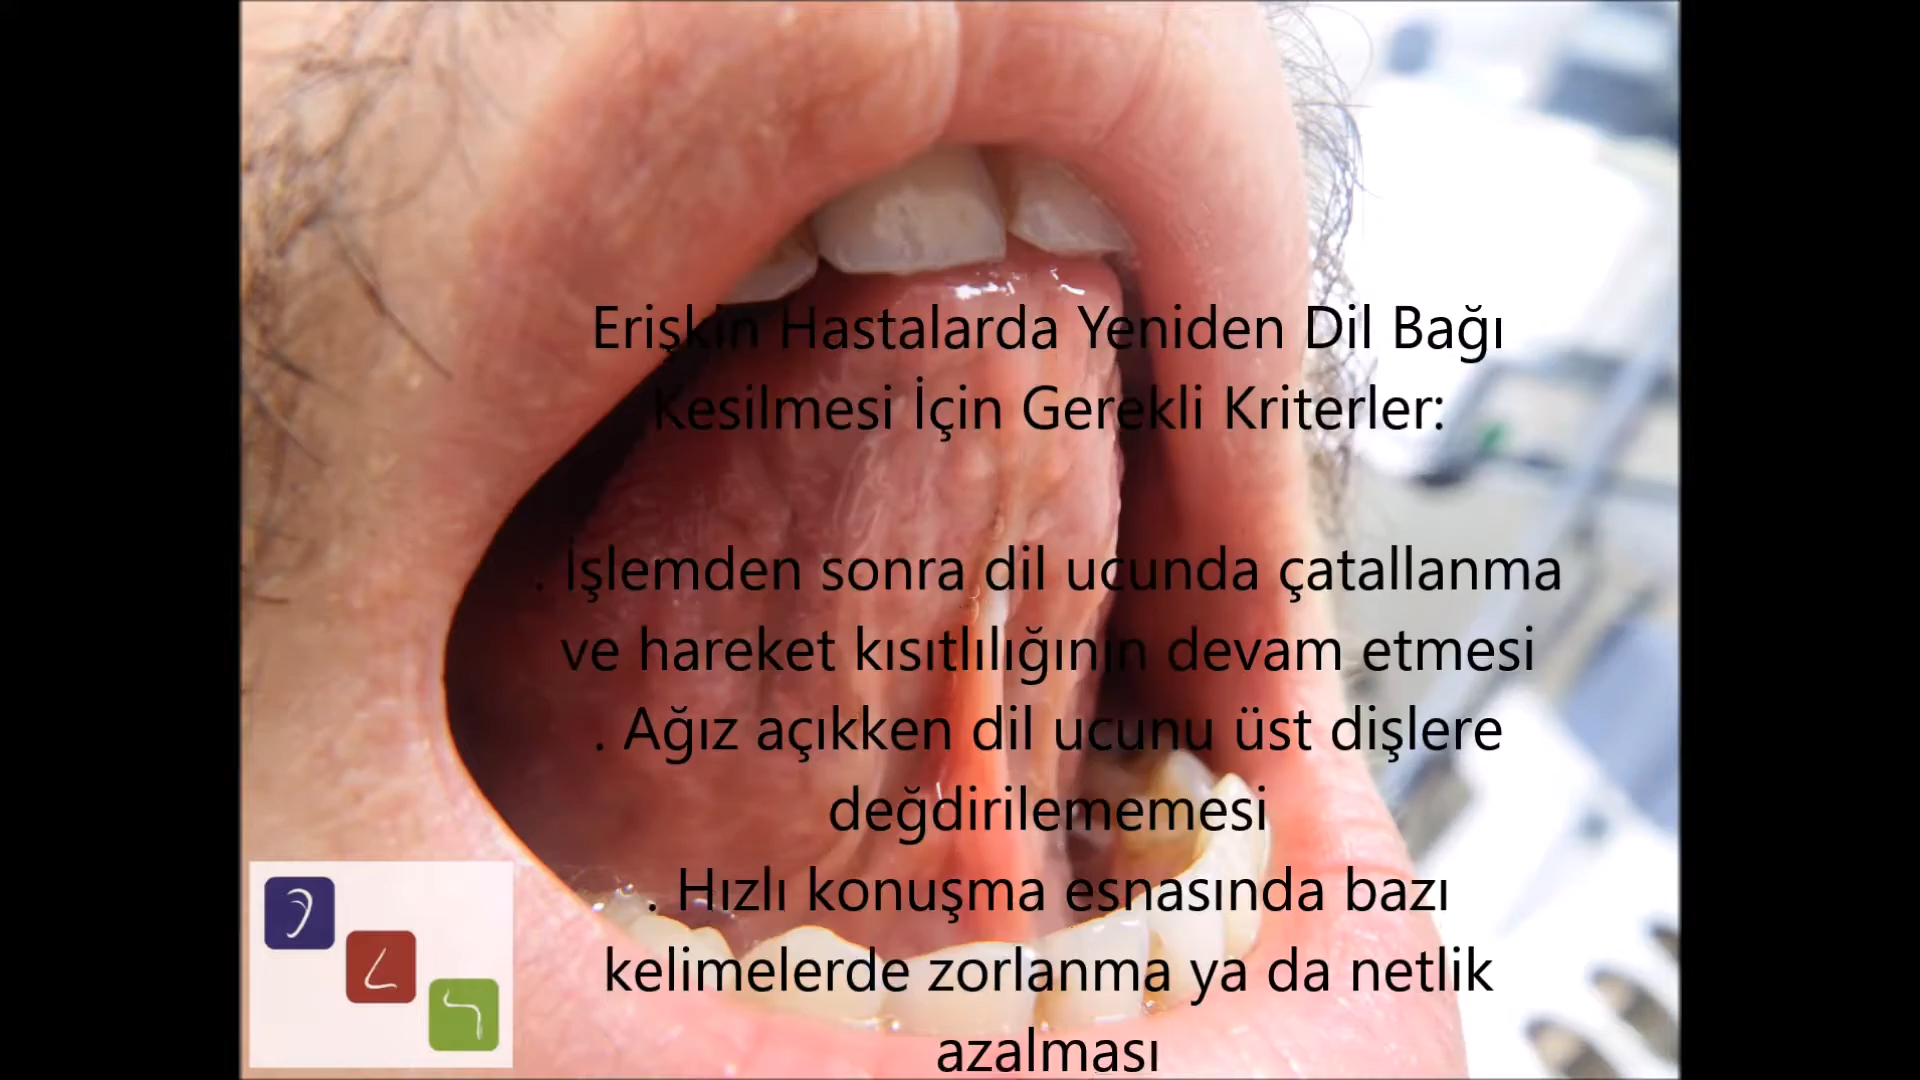 Erişkin Hastalarda Yeniden Dil Bağı
Kesilmesi İçin Gerekli Kriterler:
. İşlemden sonra dil ucunda çatallanma
ve hareket kısıtlılığının devam etmesi
. Ağız açıkken dil ucunu üst dişlere
değdirilememesi
. Hızlı konuşma esnasında bazı
kelimelerde zorlanma ya da netlik
azalması